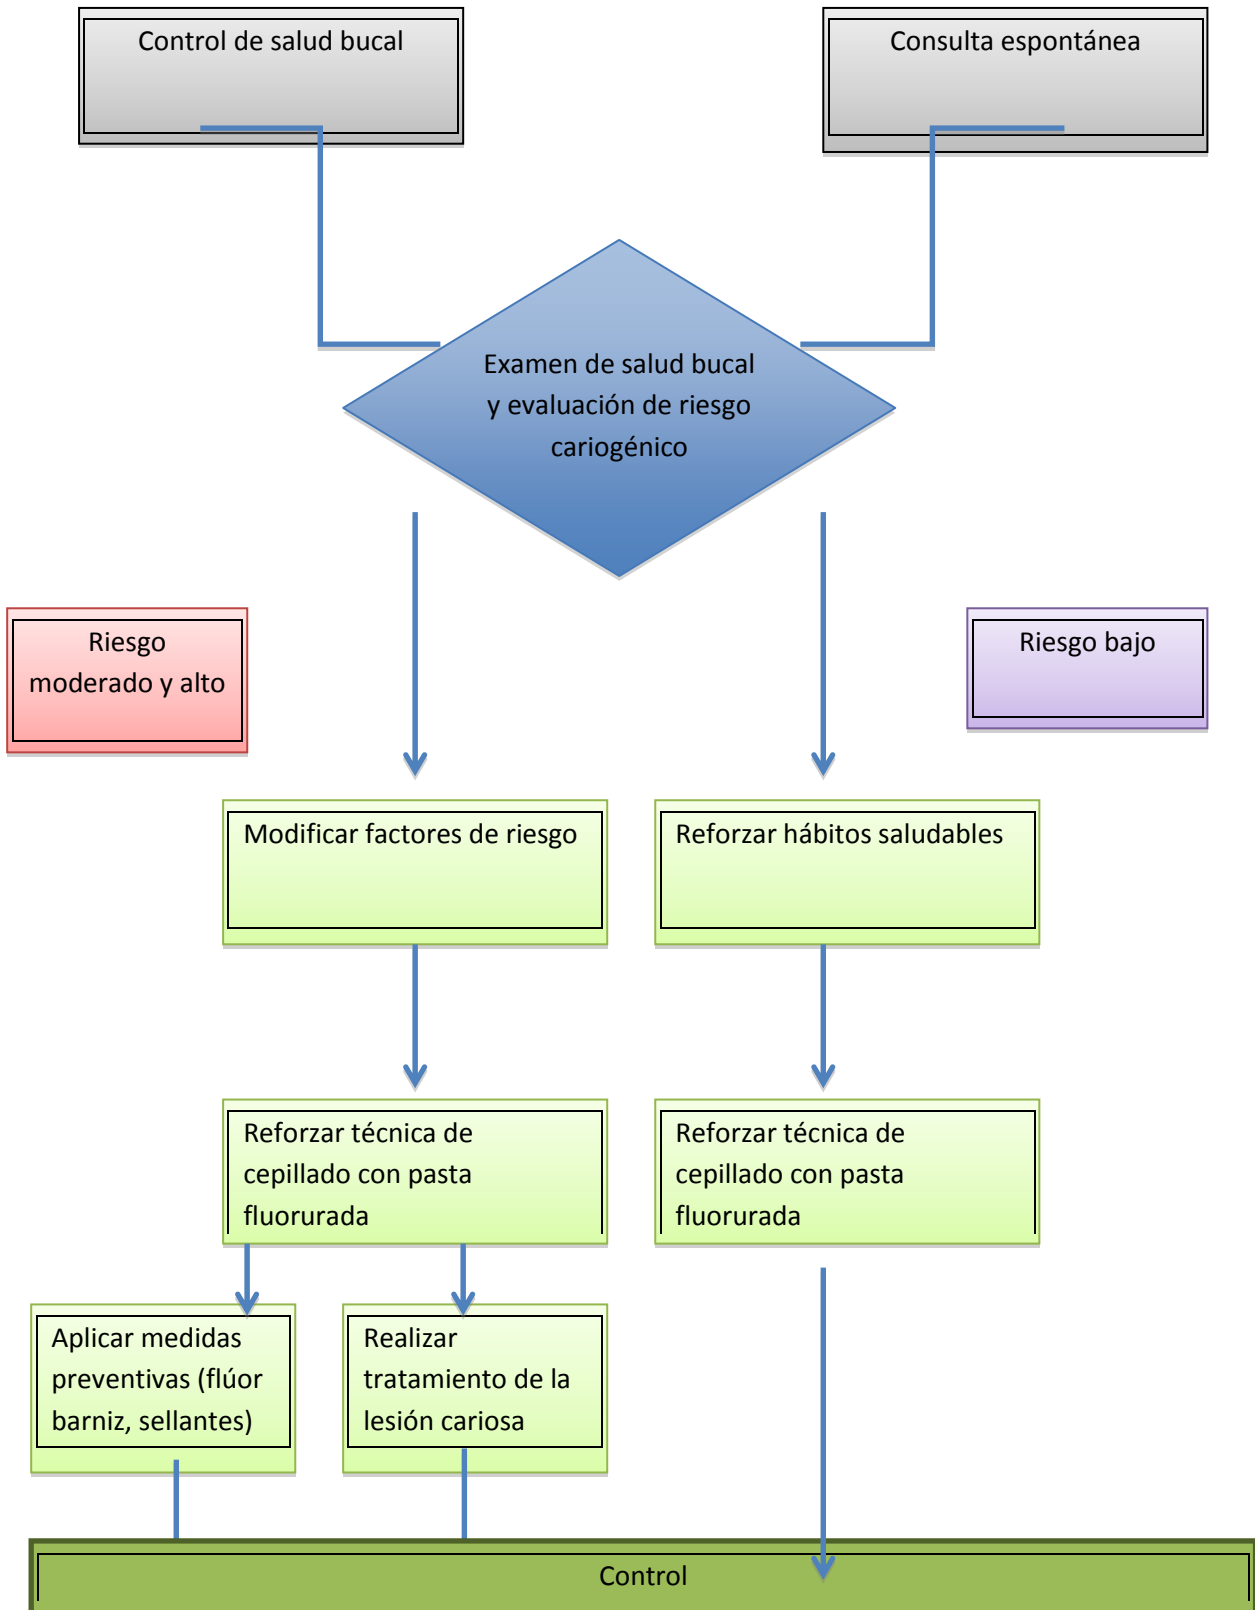 Control de salud bucal
Consulta espontánea
Examen de salud bucal
y evaluación de riesgo
cariogénico
Riesgo
moderado y alto
Riesgo bajo
Modificar factores de riesgo
Reforzar hábitos saludables
Reforzar técnica de
cepillado con pasta
fluorurada
Reforzar técnica de
cepillado con pasta
fluorurada
Aplicar medidas
preventivas (flúor
barniz, sellantes)
Realizar
tratamiento de la
lesión cariosa
Control